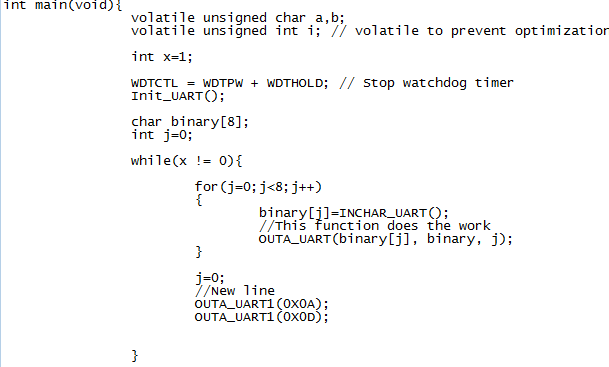 int main(void){
volatile unsigned char a,b;
volatile unsigned int i; // volatile to prevent optimization
int x=1;
WDTCTL = WDTPW + WDTHOLD; // Stop watchdog timer
Init_UART();
char binary[8];
int j=0;
while(x != 0){
for(j=0;j<8;j++)
{
binary[j]=INCHAR_UART();
//This function does the work
OUTA_UART(binary[j], binary, j);
}
j=0;
//New line
OUTA_UART1(0X0A);
OUTA_UART1(0X0D);
}